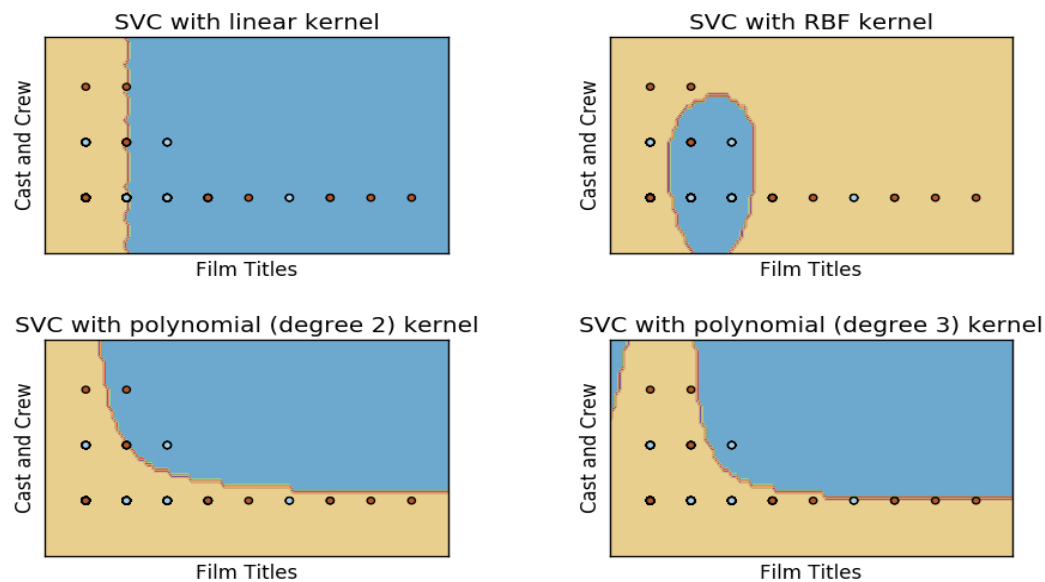 SVC with linear kernel
Cast and Crew
Film Titles
SVC with RBF kernel
Cast and Crew
Film Titles
SVC with polynomial (degree 2) kernel
Cast and Crew
Film Titles
SVC with polynomial (degree 3) kernel
Cast and Crew
Film Titles